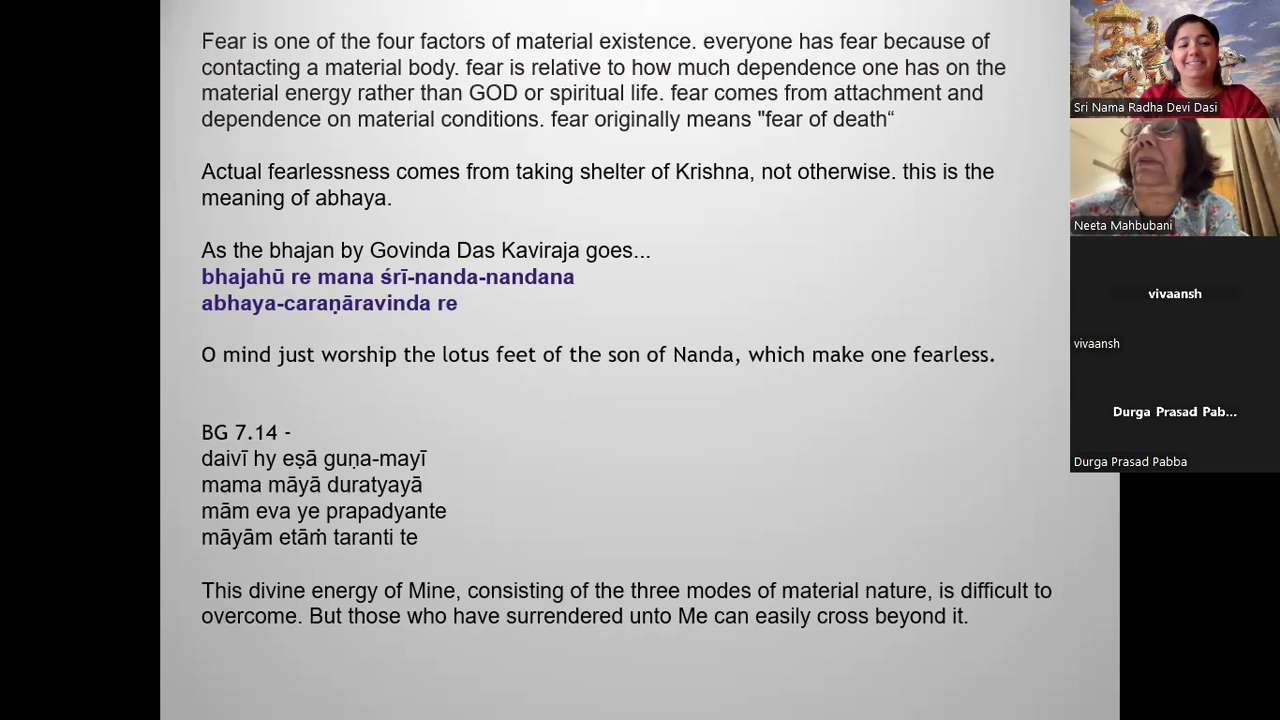 Fear is one of the four factors of material existence. everyone has fear because of
contacting a material body. fear is relative to how much dependence one has on the
material energy rather than GOD or spiritual life. fear comes from attachment and
dependence on material conditions. fear originally means "fear of death“
Actual fearlessness comes from taking shelter of Krishna, not otherwise. this is the
meaning of abhaya.
As the bhajan by Govinda Das Kaviraja goes...
bhajahū re mana śrī-nanda-nandana
abhaya-caraṇāravinda re
O mind just worship the lotus feet of the son of Nanda, which make one fearless.
BG 7.14 -
daivī hy eṣā guṇa-mayī
mama māyā duratyayā
mām eva ye prapadyante
māyām etāṁ taranti te
This divine energy of Mine, consisting of the three modes of material nature, is difficult to
overcome. But those who have surrendered unto Me can easily cross beyond it.
Sri Nama Radha Devi Dasi
Neeta Mahbubani
vivaansh
vivaansh
Durga Prasad Pab...
Durga Prasad Pabba